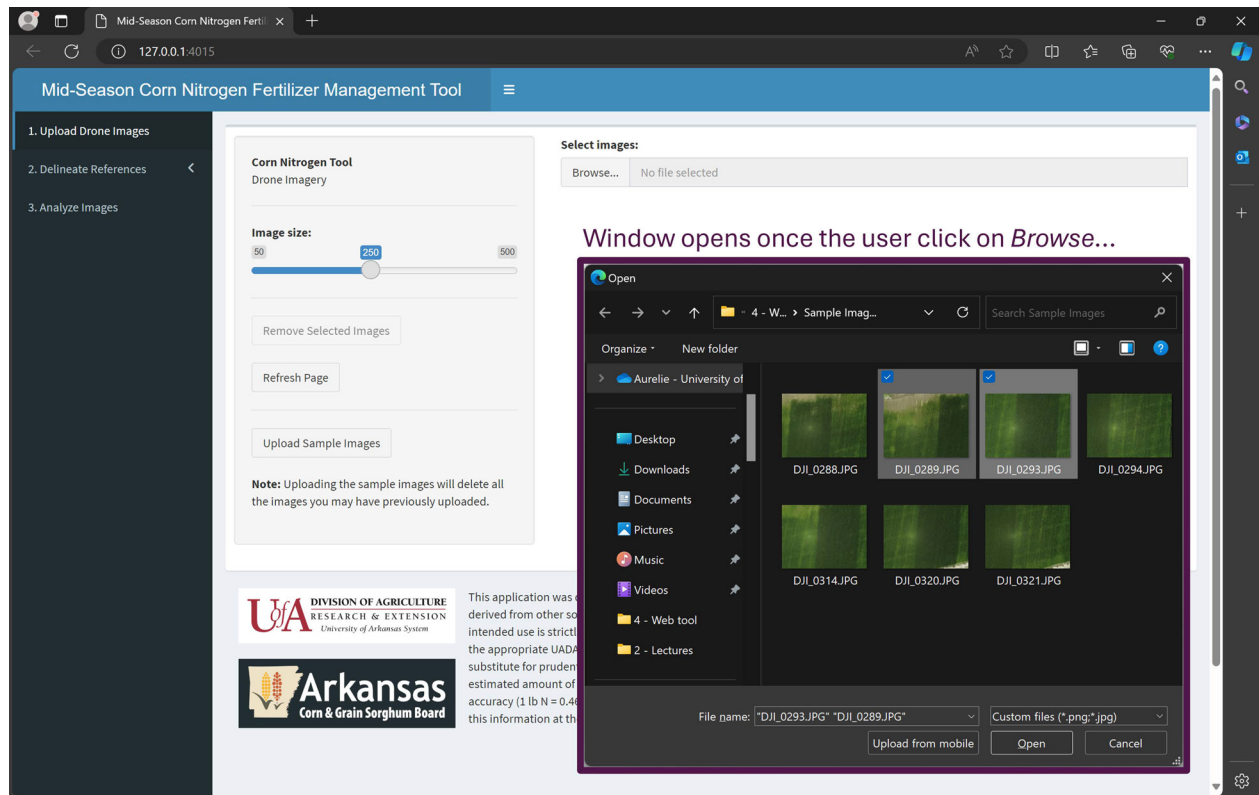 Mid-Season Corn Nitrogen Fertili
127.0.0.1:4015
Mid-Season Corn Nitrogen Fertilizer Management Tool
1. Upload Drone Images
2. Delineate References
3. Analyze Images
Corn Nitrogen Tool
Drone Imagery
Image size:
50
250
500
Remove Selected Images
Refresh Page
Upload Sample Images
Note: Uploading the sample images will delete all
the images you may have previously uploaded.
Select images:
Browse... No file selected
Window opens once the user click on Browse...
Open
4 - W... > Sample Imag...
Search Sample Images
Organize
New folder
Aurelie - University of
Desktop
Downloads
Documents
Pictures
Music
Videos
4 - Web tool
2 - Lectures
DJI_0288.JPG
DJI_0289.JPG
DJI_0293.JPG
DJI_0294.JPG
DJI_0314.JPG
DJI_0320.JPG
DJI_0321.JPG
File name: "DJI_0293.JPG" "DJI_0289.JPG"
Custom files (*.png;*.jpg)
Upload from mobile
Open
Cancel
UofA DIVISION OF AGRICULTURE
RESEARCH & EXTENSION
University of Arkansas System
Arkansas
Corn & Grain Sorghum Board
This application was
derived from other so
intended use is strictl
the appropriate UADA
substitute for pruden
estimated amount of
accuracy (1 lb N = 0.4
this information at th